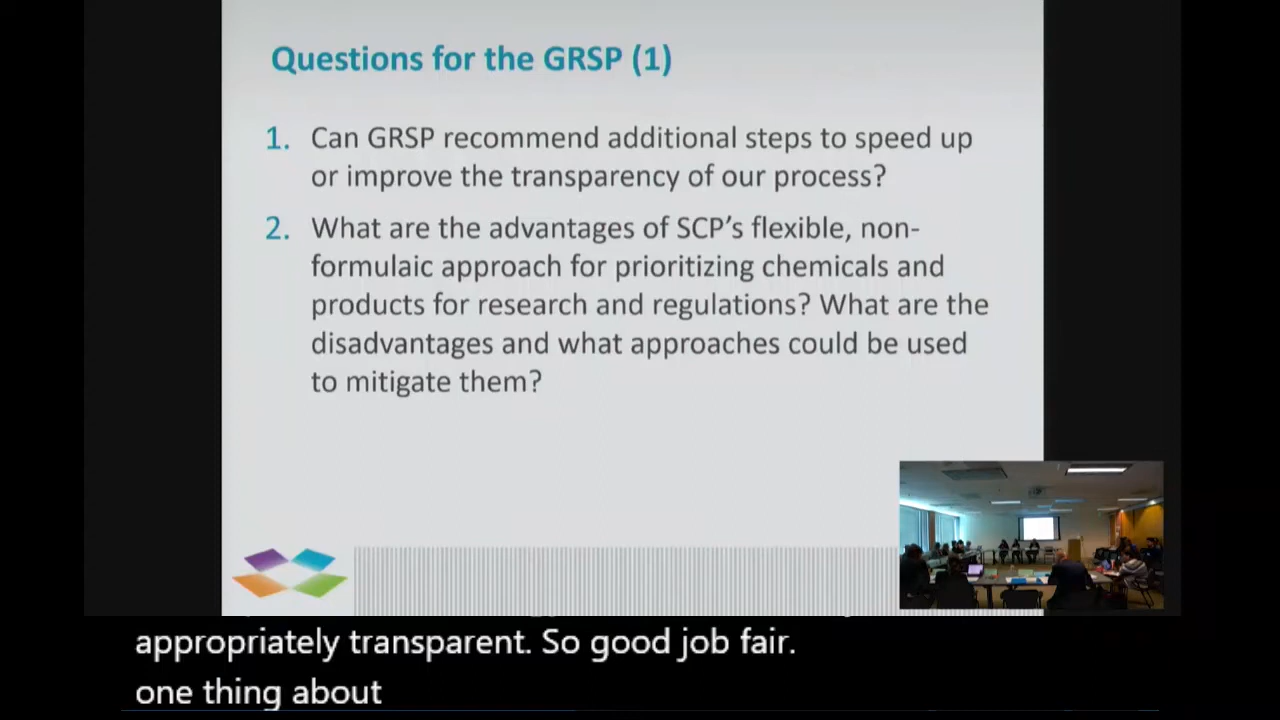 Questions for the GRSP (1)
1. Can GRSP recommend additional steps to speed up
or improve the transparency of our process?
2. What are the advantages of SCP's flexible, non-
formulaic approach for prioritizing chemicals and
products for research and regulations? What are the
disadvantages and what approaches could be used
to mitigate them?
appropriately transparent. So good job fair.
one thing about